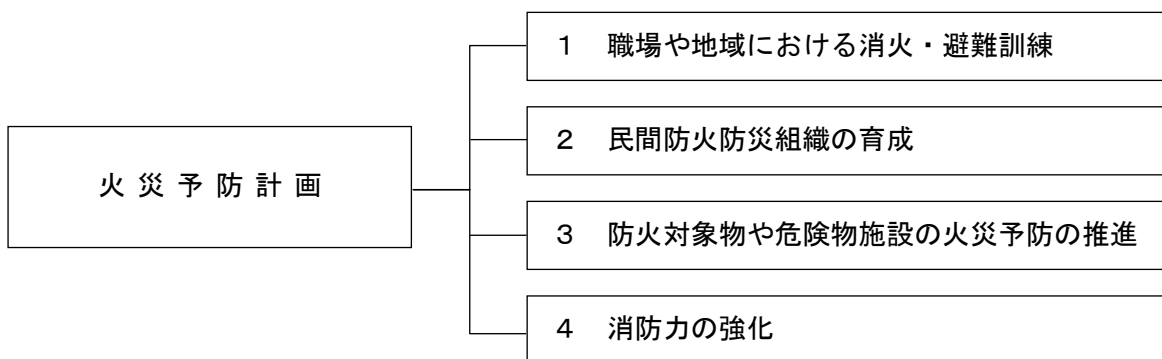 火災予防計画
１　職場や地域における消火・避難訓練
２　民間防火防災組織の育成
３　防火対象物や危険物施設の火災予防の推進
４　消防力の強化